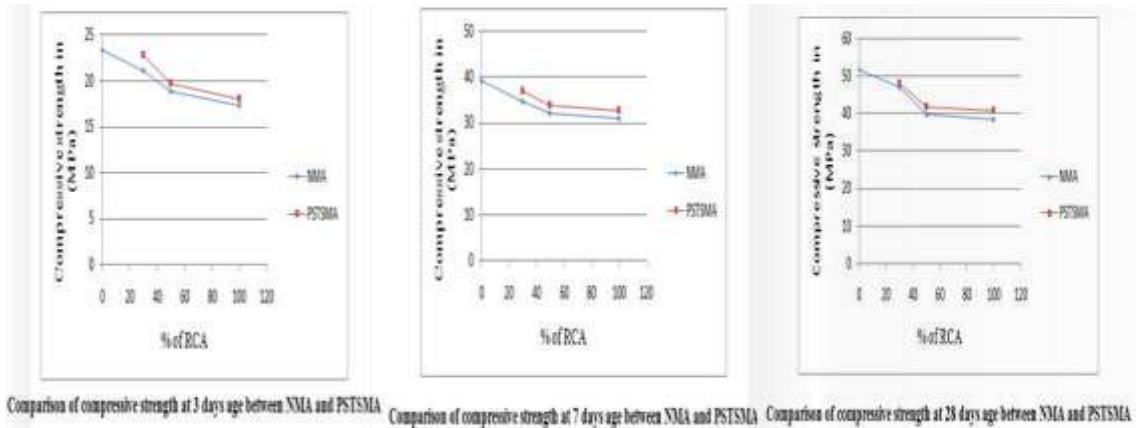 Compressive strength in
(MPa)
25
20
15
10
5
0
0 20 40 60 80 100 120
% of RCA
NMA
PSTSMA
Comparison of compressive strength at 3 days age between NMA and PSTSMA
Compressive strength in
(MPa)
50
40
30
20
10
0
0 20 40 60 80 100 120
% of RCA
NMA
PSTSMA
Comparison of compressive strength at 7 days age between NMA and PSTSMA
Compressive strength in
(MPa)
60
50
40
30
20
10
0
0 20 40 60 80 100 120
% of RCA
NMA
PSTSMA
Comparison of compressive strength at 28 days age between NMA and PSTSMA